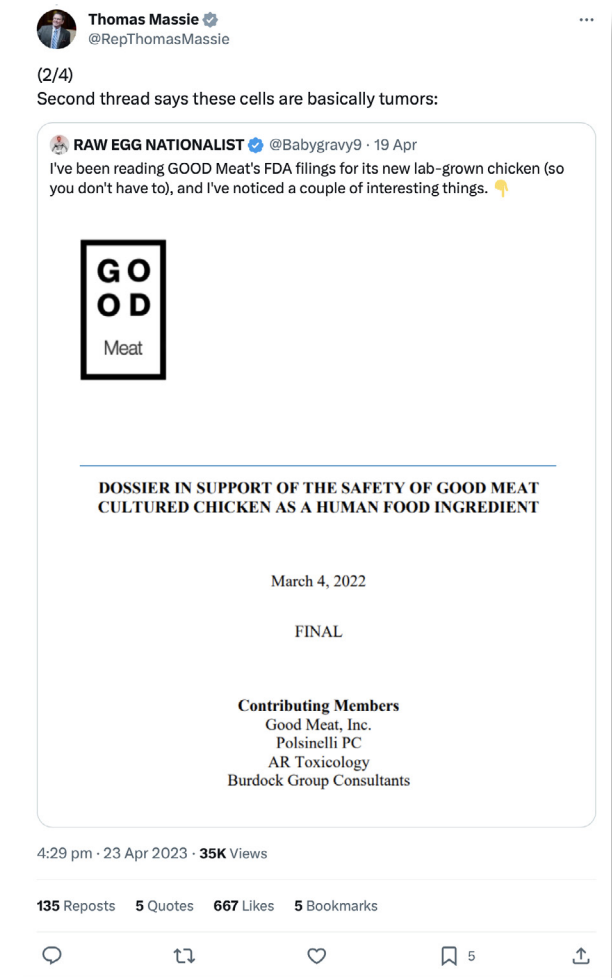 Thomas Massie
@RepThomasMassie
(2/4)
Second thread says these cells are basically tumors:
RAW EGG NATIONALIST @Babygravy9 · 19 Apr
I've been reading GOOD Meat's FDA filings for its new lab-grown chicken (so
you don't have to), and I've noticed a couple of interesting things. 👇
GO
OD
Meat
DOSSIER IN SUPPORT OF THE SAFETY OF GOOD MEAT
CULTURED CHICKEN AS A HUMAN FOOD INGREDIENT
March 4, 2022
FINAL
Contributing Members
Good Meat, Inc.
Polsinelli PC
AR Toxicology
Burdock Group Consultants
4:29 pm · 23 Apr 2023 · 35K Views
135 Reposts 5 Quotes 667 Likes 5 Bookmarks
5